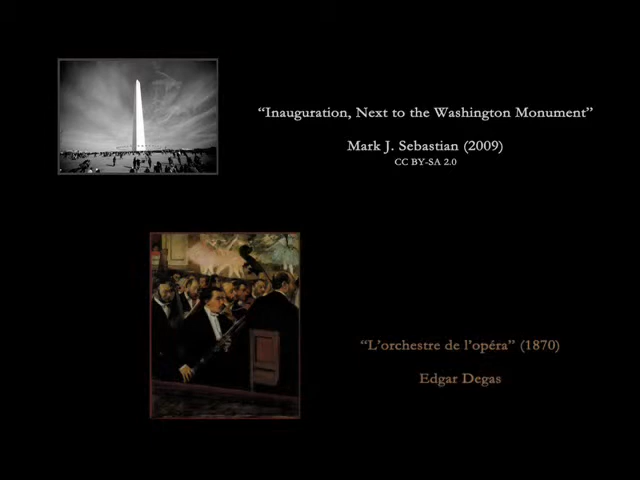 “Inauguration, Next to the Washington Monument”
Mark J. Sebastian (2009)
CC BY-SA 2.0
“L’orchestre de l’opéra” (1870)
Edgar Degas